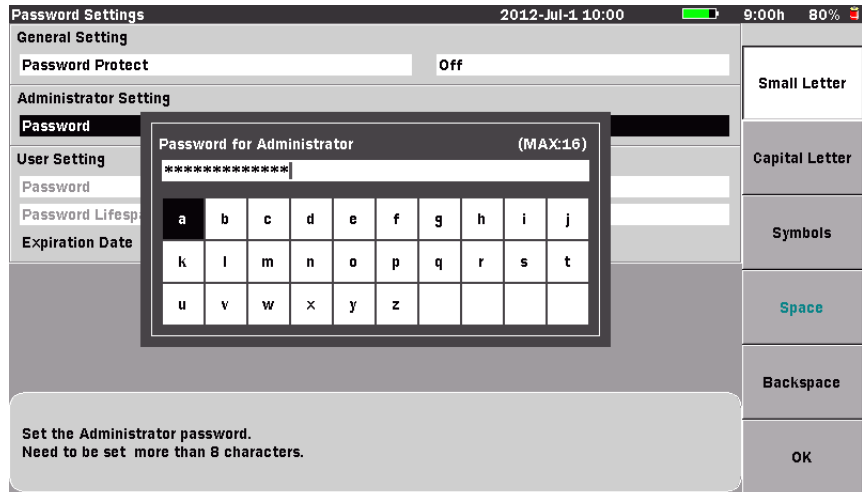 Password Settings 2012-Jul-1 10:00 9:00h 80%
General Setting
Password Protect Off
Administrator Setting
Password
User Setting
Password
Password Lifesp
Expiration Date
Password for Administrator (MAX:16)
*************
a b c d e f g h i j
k l m n o p q r s t
u v w x y z
Set the Administrator password.
Need to be set more than 8 characters.
Small Letter
Capital Letter
Symbols
Space
Backspace
OK